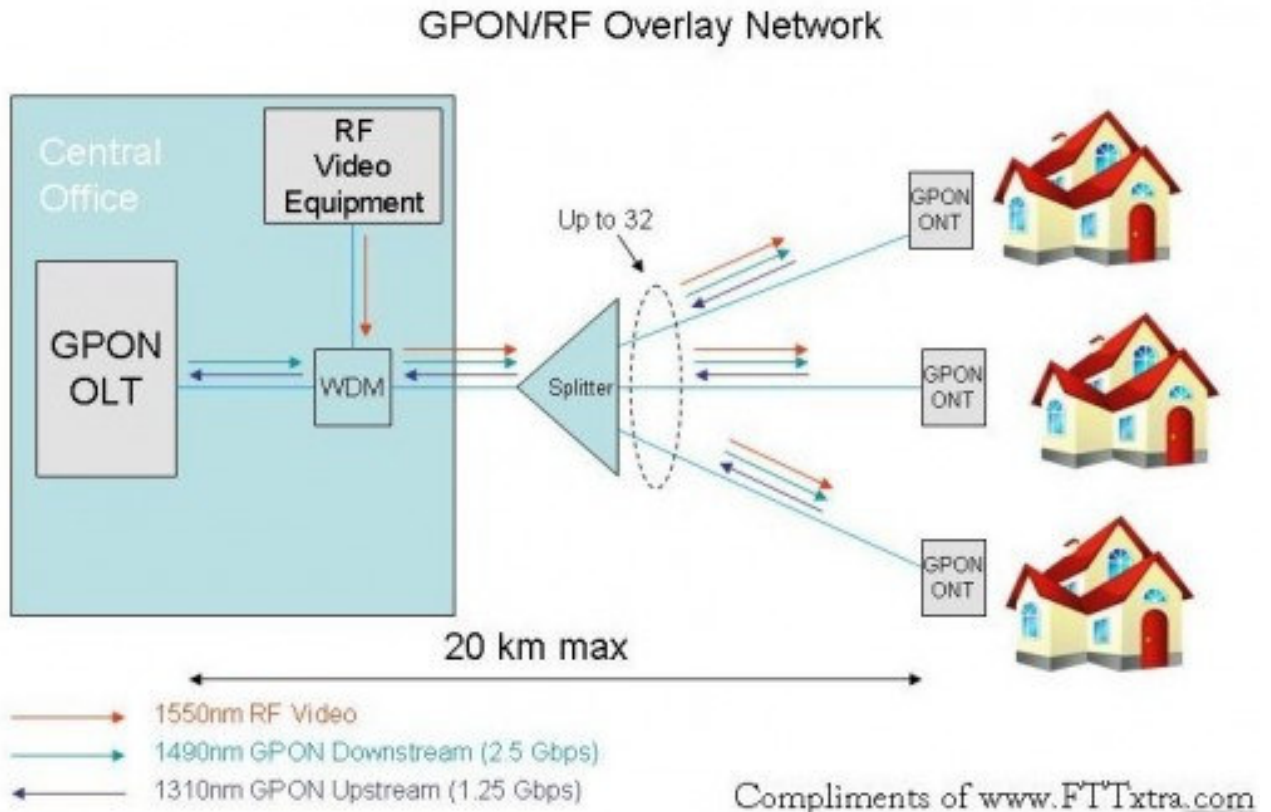 GPON/RF Overlay Network
Central
Office
RF
Video
Equipment
GPON
OLT
WDM
Up to 32
Splitter
GPON
ONT
GPON
ONT
GPON
ONT
20 km max
1550nm RF Video
1490nm GPON Downstream (2.5 Gbps)
1310nm GPON Upstream (1.25 Gbps)
Compliments of www.FTTxtra.com